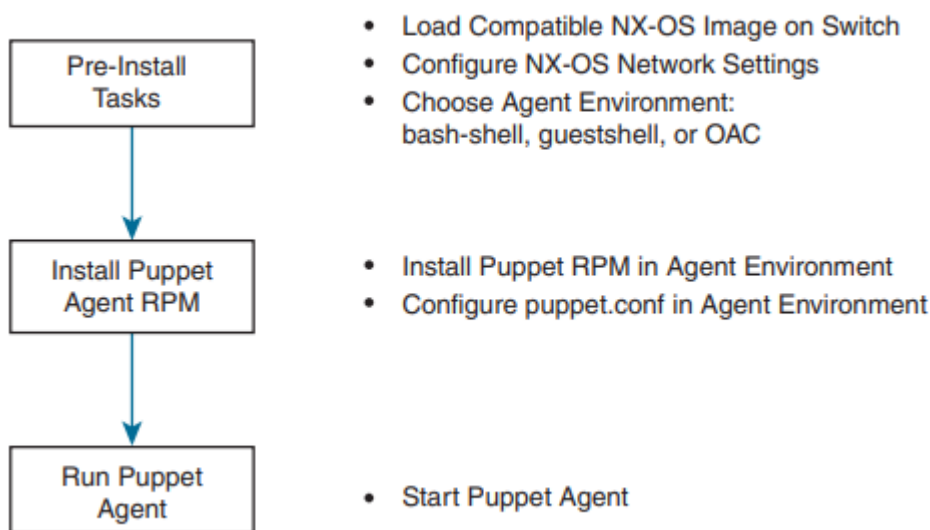 Pre-Install
Tasks
• Load Compatible NX-OS Image on Switch
• Configure NX-OS Network Settings
• Choose Agent Environment:
bash-shell, guestshell, or OAC
Install Puppet
Agent RPM
• Install Puppet RPM in Agent Environment
• Configure puppet.conf in Agent Environment
Run Puppet
Agent
• Start Puppet Agent